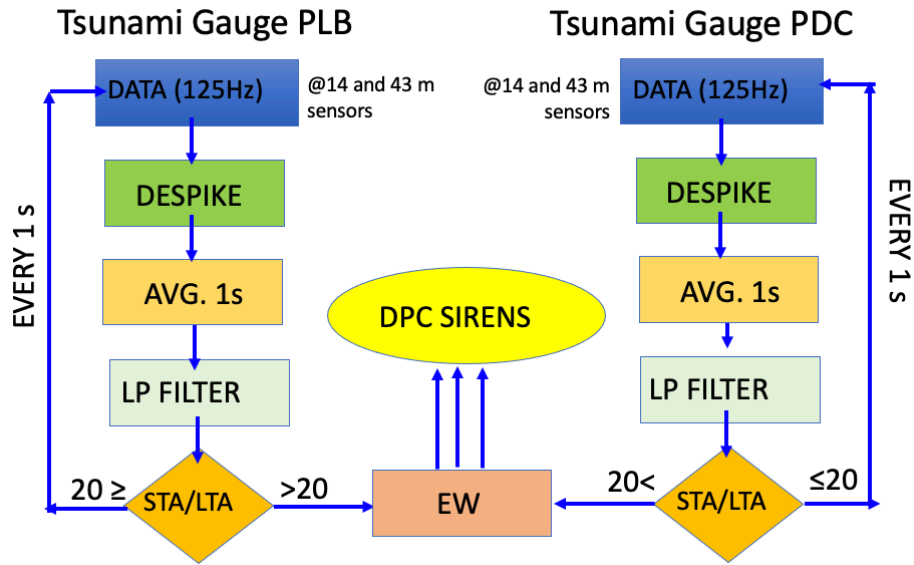 Tsunami Gauge PLB
Tsunami Gauge PDC
DATA (125Hz)
@14 and 43 m
sensors
@14 and 43 m
sensors
DATA (125Hz)
DESPIKE
DESPIKE
EVERY 1 s
EVERY 1 s
AVG. 1s
DPC SIRENS
AVG. 1s
LP FILTER
LP FILTER
20 ≥
STA/LTA
>20
EW
20<
STA/LTA
≤20